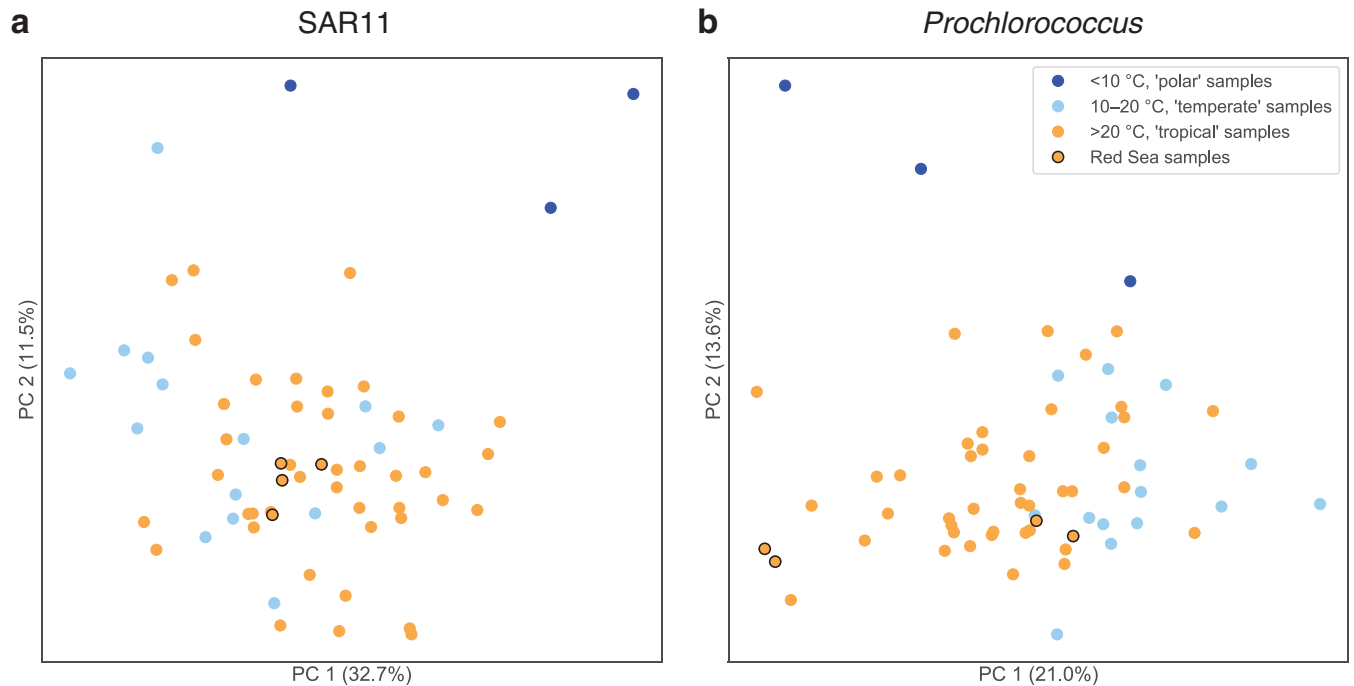 a
SAR11
PC 2 (11.5%)
PC 1 (32.7%)
b
Prochlorococcus
<10 °C, 'polar' samples
10–20 °C, 'temperate' samples
>20 °C, 'tropical' samples
Red Sea samples
PC 2 (13.6%)
PC 1 (21.0%)